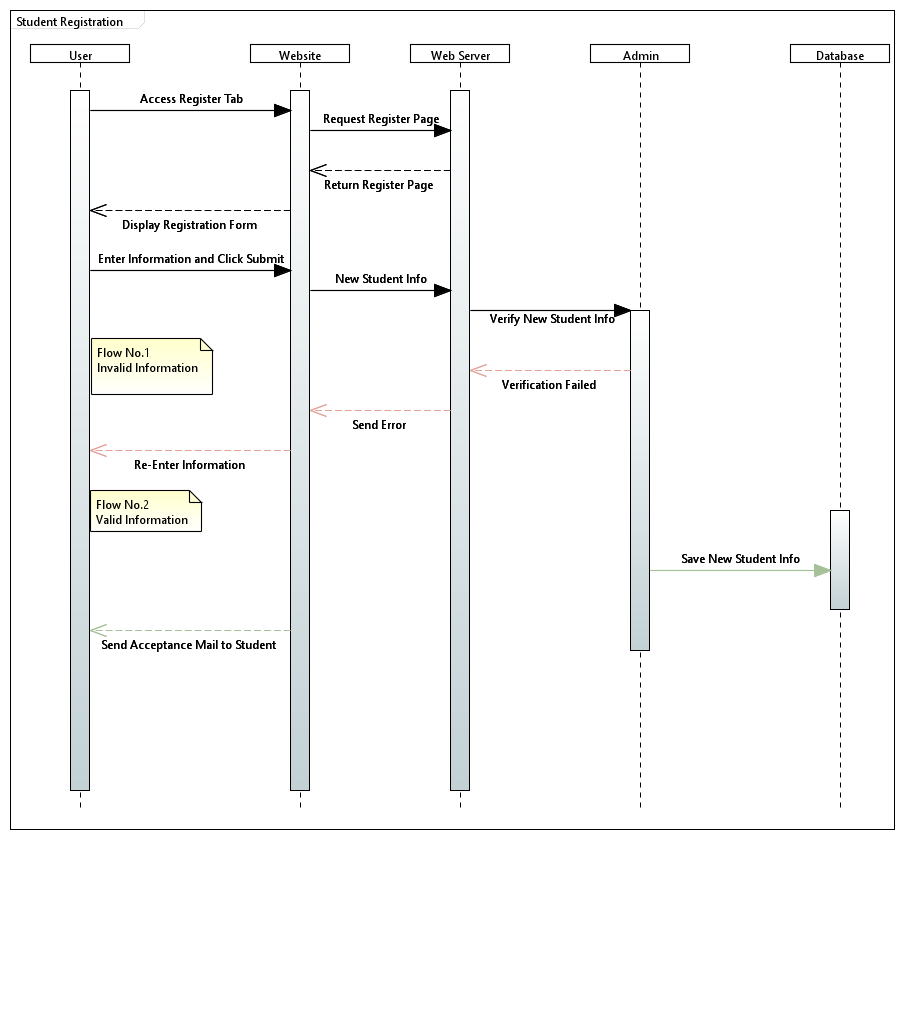 Student Registration
User
Website
Web Server
Admin
Database
Access Register Tab
Request Register Page
Return Register Page
Display Registration Form
Enter Information and Click Submit
New Student Info
Verify New Student Info
Flow No.1
Invalid Information
Verification Failed
Send Error
Re-Enter Information
Flow No.2
Valid Information
Save New Student Info
Send Acceptance Mail to Student